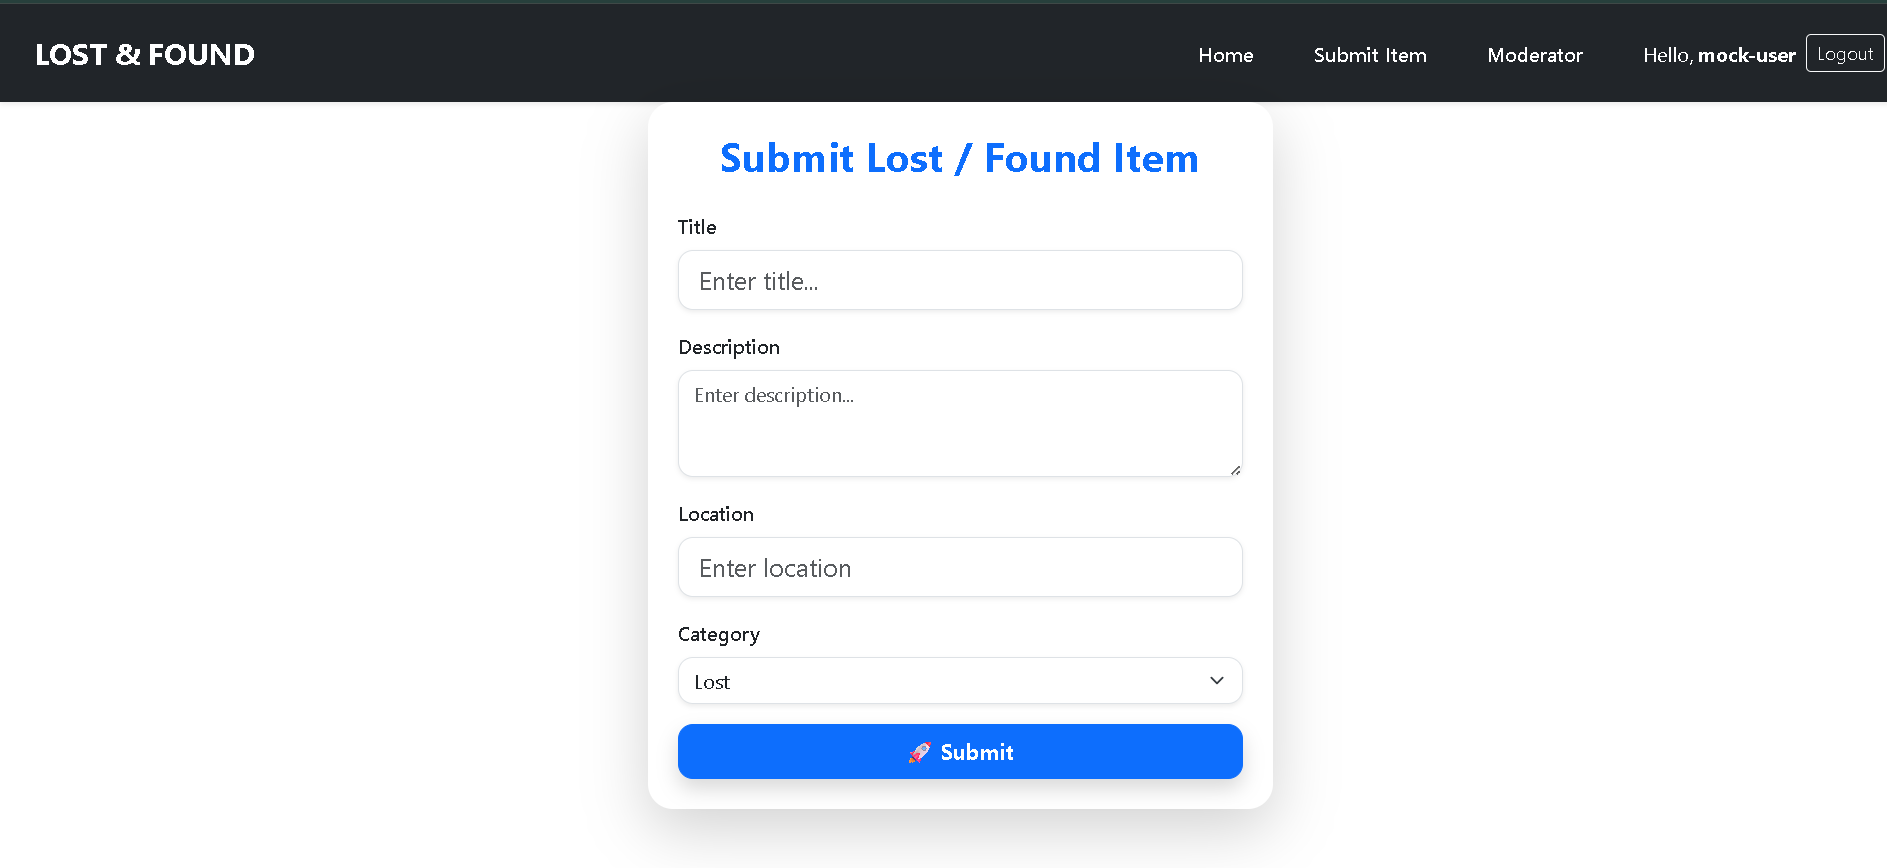 LOST & FOUND
Home Submit Item Moderator Hello, mock-user Logout
Submit Lost / Found Item
Title
Enter title...
Description
Enter description...
Location
Enter location
Category
Lost
🚀 Submit